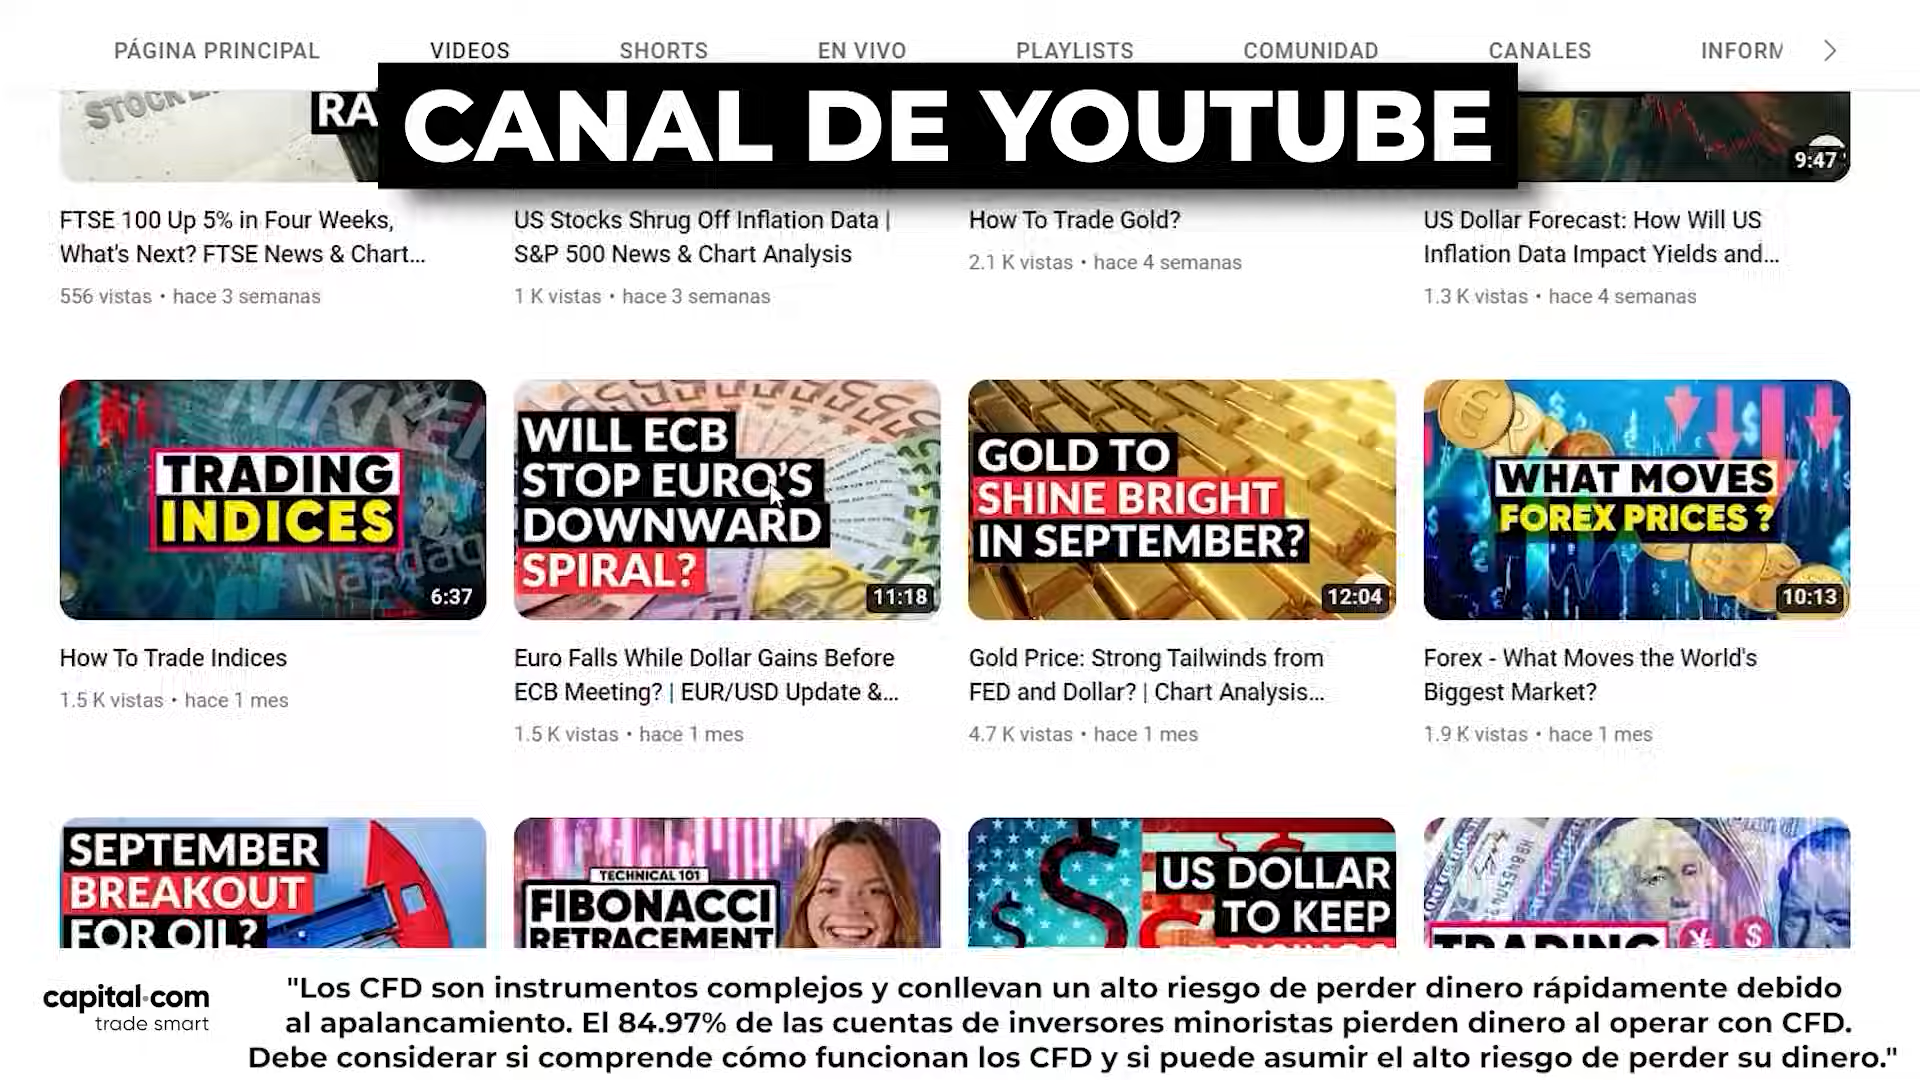 PÁGINA PRINCIPAL VIDEOS SHORTS EN VIVO PLAYLISTS COMUNIDAD CANALES INFORM
RA
CANAL DE YOUTUBE
9:47
FTSE 100 Up 5% in Four Weeks,
What's Next? FTSE News & Chart...
556 vistas • hace 3 semanas
US Stocks Shrug Off Inflation Data |
S&P 500 News & Chart Analysis
1 K vistas • hace 3 semanas
How To Trade Gold?
2.1 K vistas • hace 4 semanas
US Dollar Forecast: How Will US
Inflation Data Impact Yields and...
1.3 K vistas • hace 4 semanas
NIKKEI
TRADING
INDICES
Nasdaq
6:37
How To Trade Indices
1.5 K vistas • hace 1 mes
WILL ECB
STOP EURO'S
DOWNWARD
SPIRAL?
11:18
Euro Falls While Dollar Gains Before
ECB Meeting? | EUR/USD Update &...
1.5 K vistas • hace 1 mes
GOLD TO
SHINE BRIGHT
IN SEPTEMBER?
12:04
Gold Price: Strong Tailwinds from
FED and Dollar? | Chart Analysis...
4.7 K vistas • hace 1 mes
WHAT MOVES
FOREX PRICES ?
10:13
Forex - What Moves the World's
Biggest Market?
1.9 K vistas • hace 1 mes
SEPTEMBER
BREAKOUT
FOR OIL?
TECHNICAL 101
FIBONACCI
RETRACEMENT
US DOLLAR
TO KEEP
TRADING
capital.com
trade smart
"Los CFD son instrumentos complejos y conllevan un alto riesgo de perder dinero rápidamente debido
al apalancamiento. El 84.97% de las cuentas de inversores minoristas pierden dinero al operar con CFD.
Debe considerar si comprende cómo funcionan los CFD y si puede asumir el alto riesgo de perder su dinero."